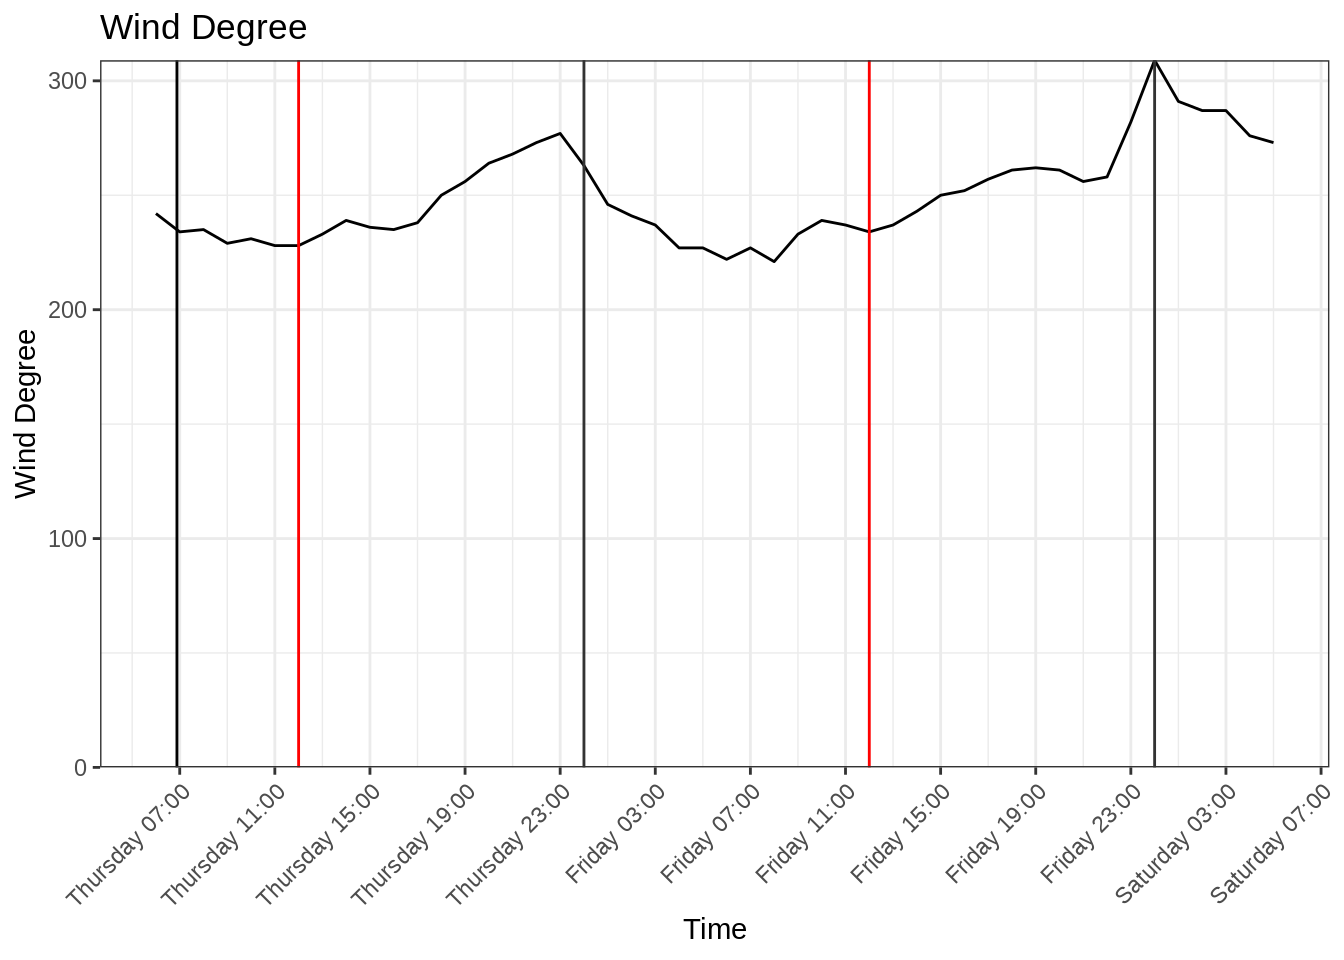 Wind Degree
Wind Degree
300
200
100
0
Thursday 07:00
Thursday 11:00
Thursday 15:00
Thursday 19:00
Thursday 23:00
Friday 03:00
Friday 07:00
Friday 11:00
Friday 15:00
Friday 19:00
Friday 23:00
Saturday 03:00
Saturday 07:00
Time